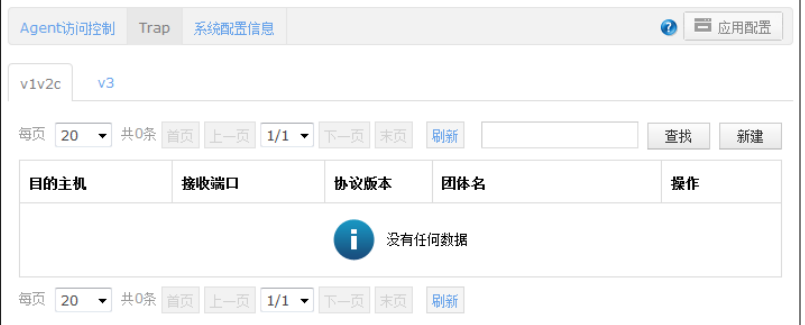 Agent访问控制 Trap 系统配置信息 ? 应用配置
v1v2c v3
每页 20 共0条 首页 上一页 1/1 下一页 末页 刷新 查找 新建
目的主机 接收端口 协议版本 团体名 操作
i 没有任何数据
每页 20 共0条 首页 上一页 1/1 下一页 末页 刷新